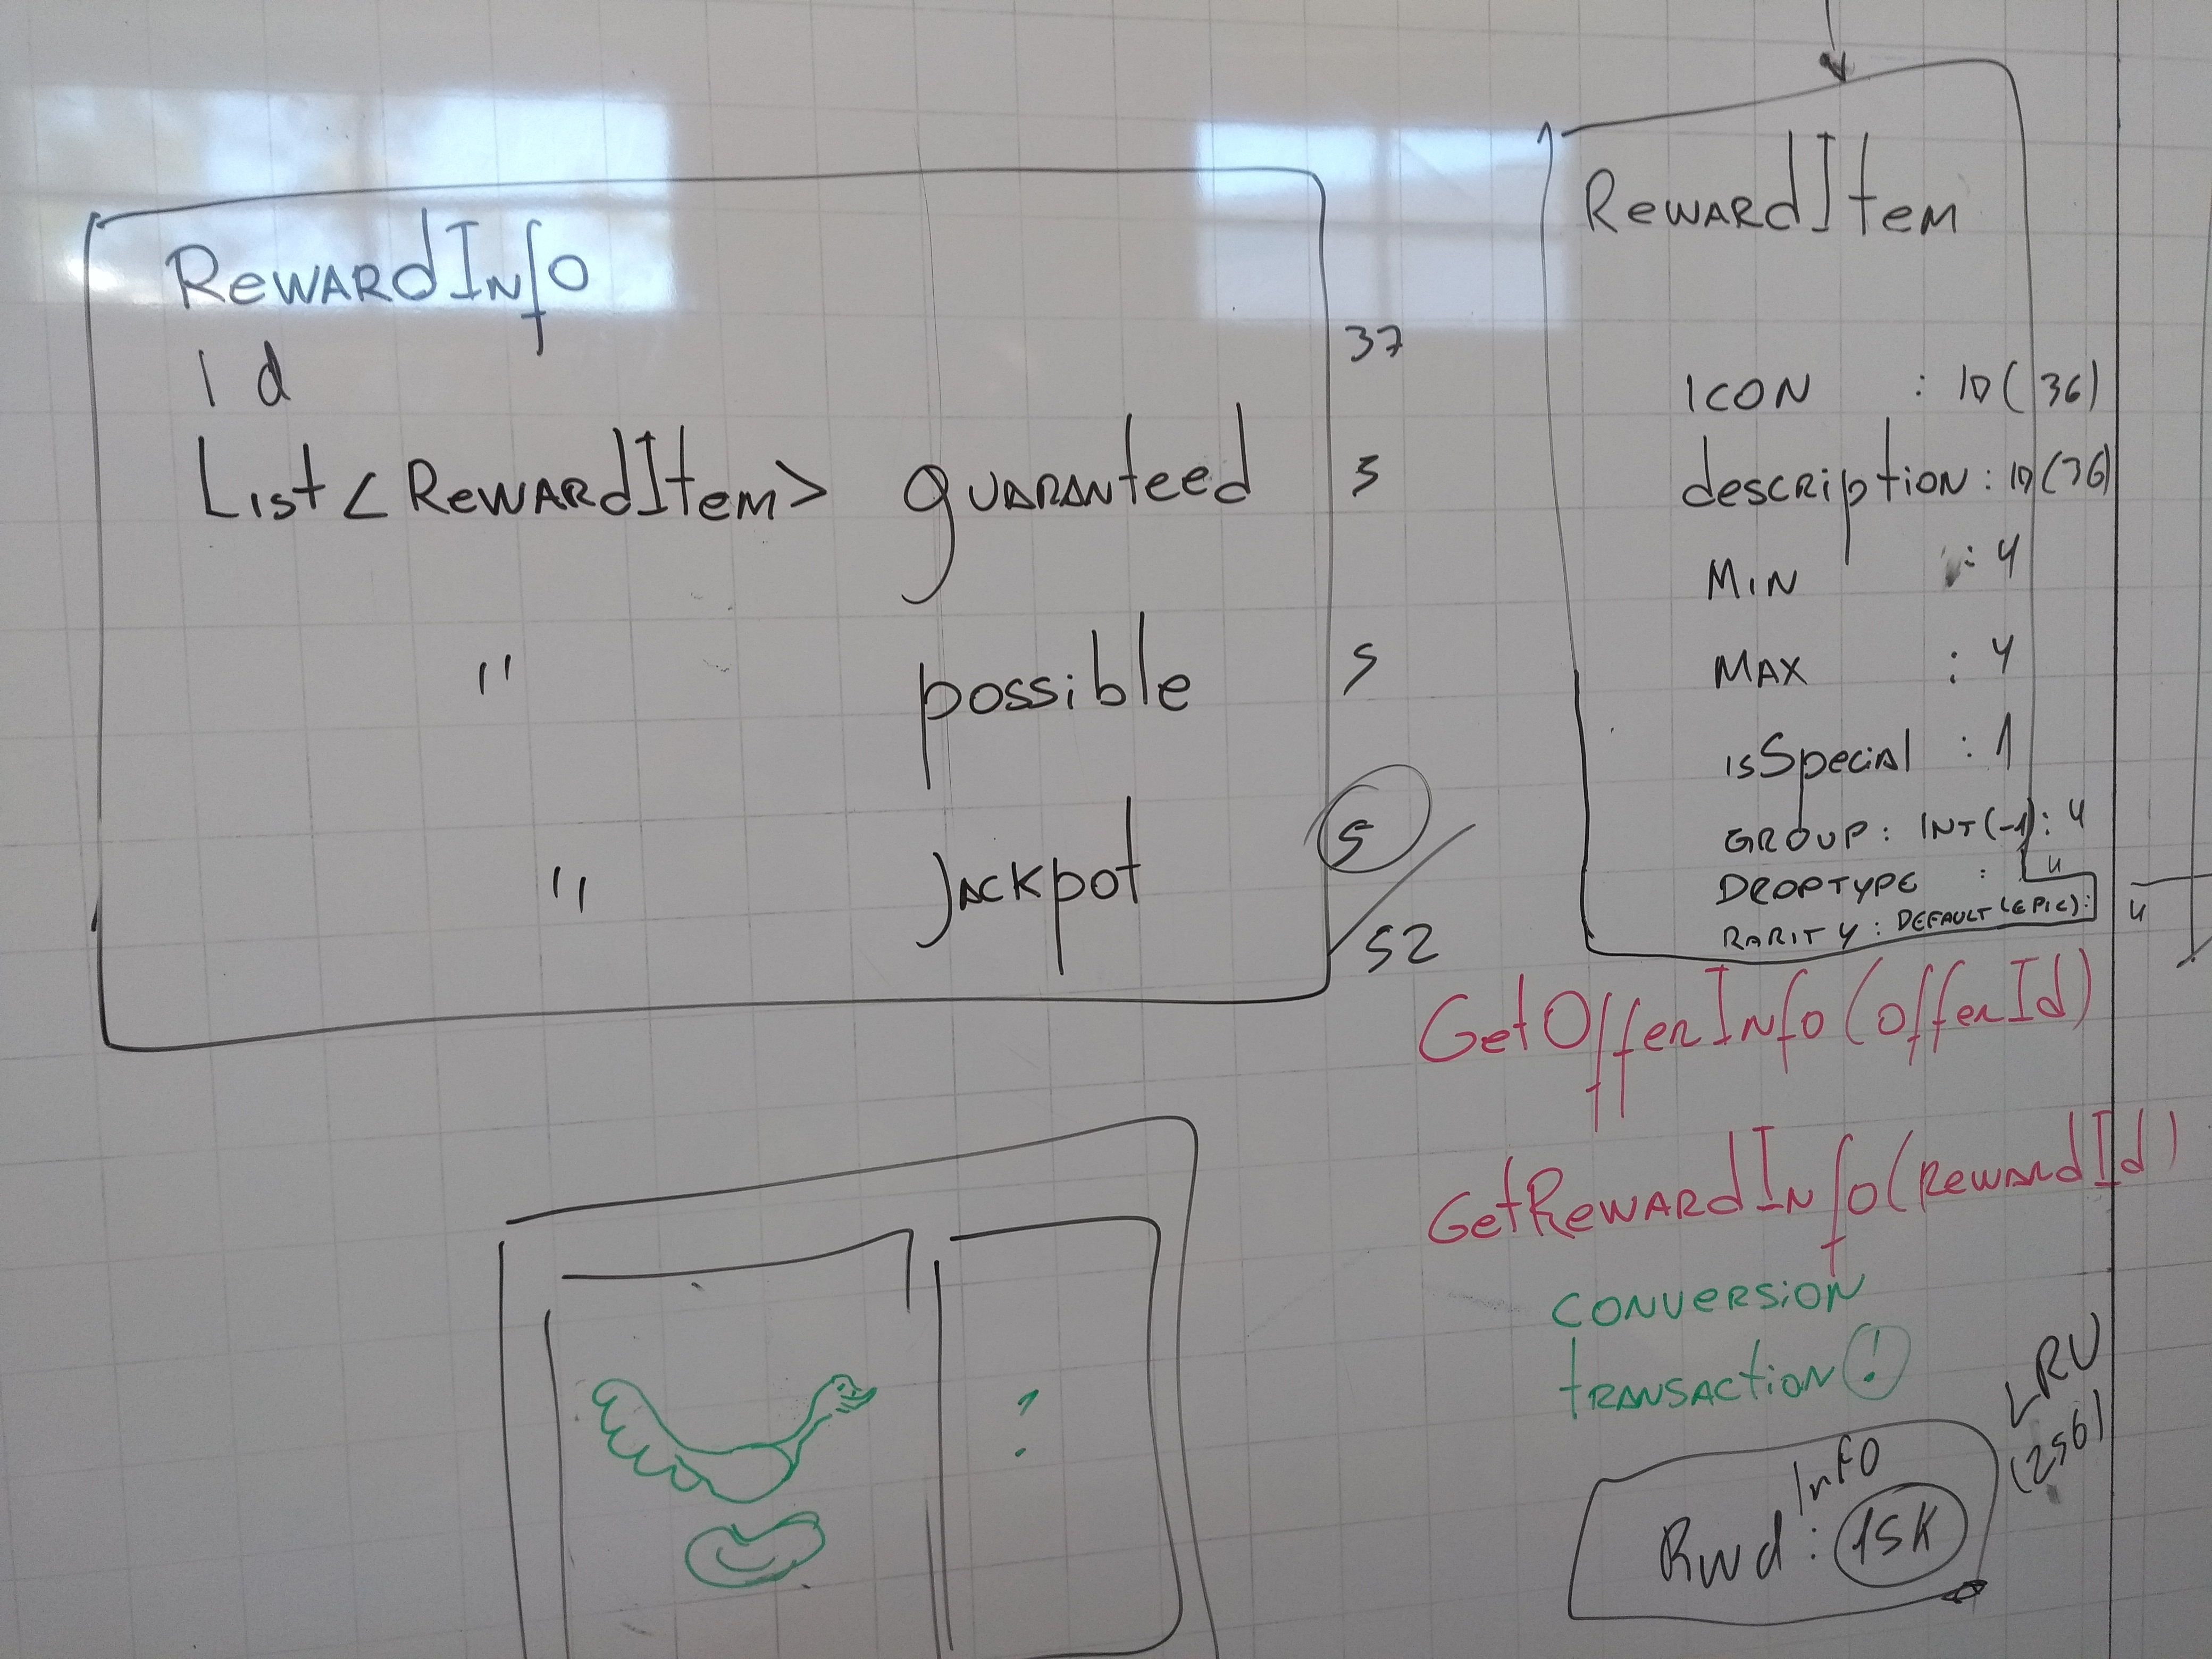 RewardInfo
id 37
List<RewardItem> guaranteed 5
" possible 5
" Jackpot 5
52
RewardItem
ICON : ID(36)
description : ID(36)
MIN : 4
MAX : 4
isSpecial : 1
GROUP : INT(-1) : 4
DROPTYPE : 4
RARITY : DEFAULT (EPIC) : 4
GetOfferInfo(offerId)
GetRewardInfo(RewardId)
CONVERSION
TRANSACTION !
?
LRU
(256)
Info
Rwd : 15K